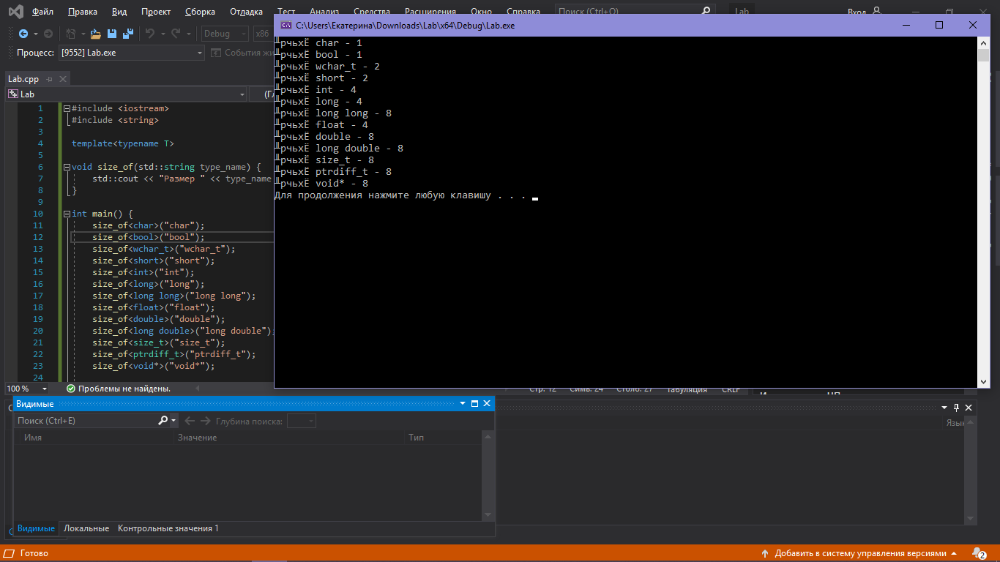 Файл Правка Вид Проект Сборка Отладка Тест Анализ Средства Расширения Окно Справка Поиск (Ctrl+Q) Lab Вход
C:\Users\Екатерина\Downloads\Lab\x64\Debug\Lab.exe
Debug x86
Процесс: [9552] Lab.exe События
Lab.cpp
Lab
╨рчьхЁ char - 1
╨рчьхЁ bool - 1
╨рчьхЁ wchar_t - 2
╨рчьхЁ short - 2
╨рчьхЁ int - 4
╨рчьхЁ long - 4
╨рчьхЁ long long - 8
╨рчьхЁ float - 4
╨рчьхЁ double - 8
╨рчьхЁ long double - 8
╨рчьхЁ size_t - 8
╨рчьхЁ ptrdiff_t - 8
╨рчьхЁ void* - 8
Для продолжения нажмите любую клавишу . . .
1 #include <iostream>
2 #include <string>
3
4 template<typename T>
5
6 void size_of(std::string type_name) {
7 std::cout << "Размер " << type_name
8 }
9
10 int main() {
11 size_of<char>("char");
12 size_of<bool>("bool");
13 size_of<wchar_t>("wchar_t");
14 size_of<short>("short");
15 size_of<int>("int");
16 size_of<long>("long");
17 size_of<long long>("long long");
18 size_of<float>("float");
19 size_of<double>("double");
20 size_of<long double>("long double");
21 size_of<size_t>("size_t");
22 size_of<ptrdiff_t>("ptrdiff_t");
23 size_of<void*>("void*");
24
100 % Проблемы не найдены. Стр. 12 Симв. 24 Столб. 27 Табуляция CRLF
Видимые
Поиск (Ctrl+E) Глубина поиска:
Имя Значение Тип
Язык
Видимые Локальные Контрольные значения 1
Готово Добавить в систему управления версиями 2